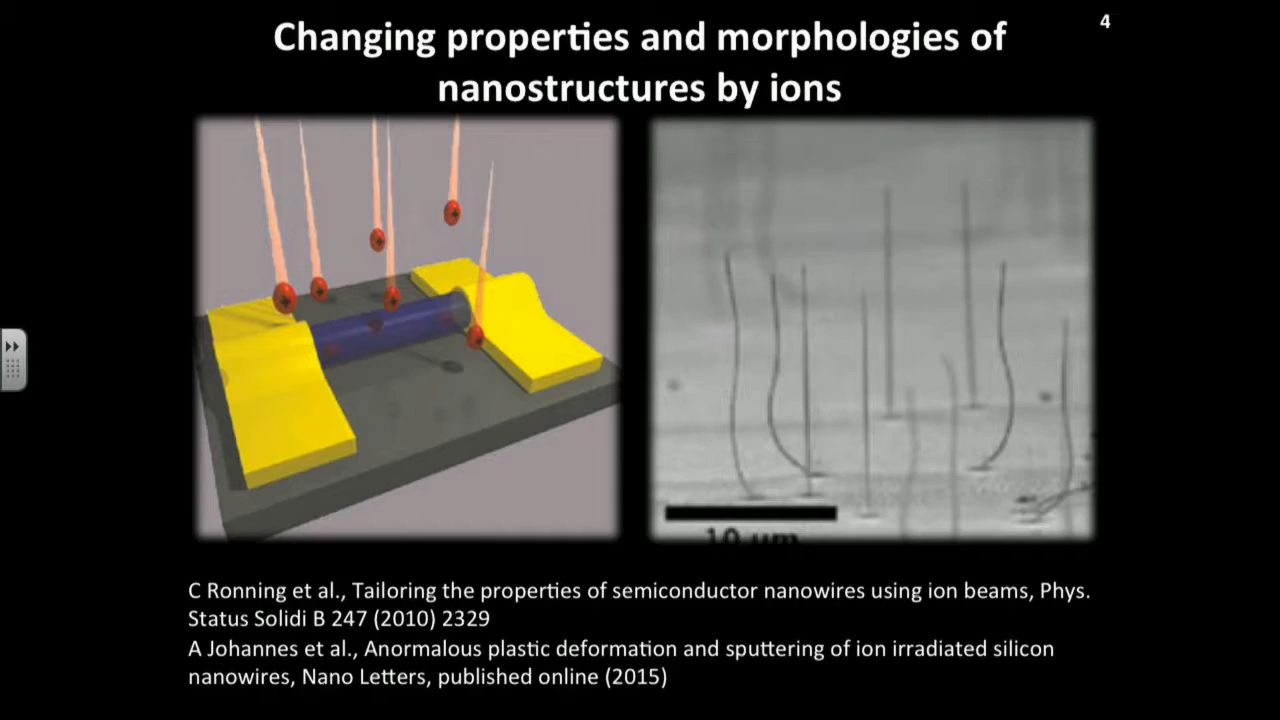 4
Changing properties and morphologies of
nanostructures by ions
10 μm
C Ronning et al., Tailoring the properties of semiconductor nanowires using ion beams, Phys.
Status Solidi B 247 (2010) 2329
A Johannes et al., Anormalous plastic deformation and sputtering of ion irradiated silicon
nanowires, Nano Letters, published online (2015)